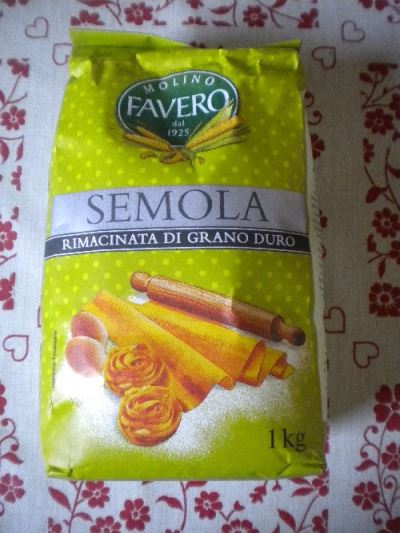 MOLINO
FAVERO
dal
1925
SEMOLA
RIMACINATA DI GRANO DURO
1kg